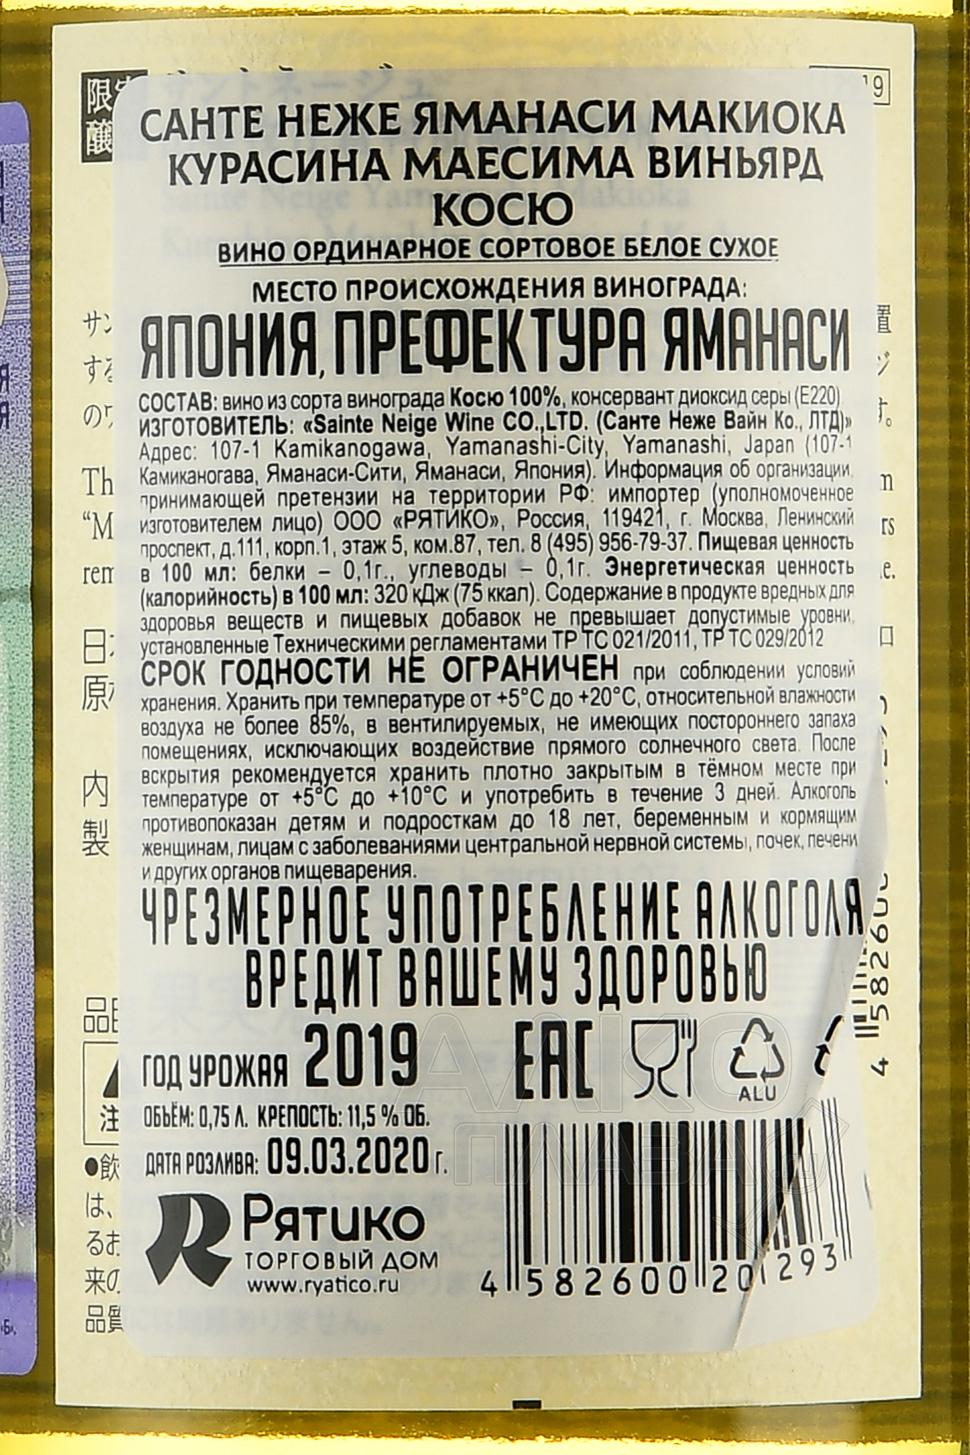 САНТЕ НЕЖЕ ЯМАНАСИ МАКИОКА
КУРАСИНА МАЕСИМА ВИНЬЯРД
КОСЮ
ВИНО ОРДИНАРНОЕ СОРТОВОЕ БЕЛОЕ СУХОЕ
МЕСТО ПРОИСХОЖДЕНИЯ ВИНОГРАДА:
ЯПОНИЯ, ПРЕФЕКТУРА ЯМАНАСИ
СОСТАВ: вино из сорта винограда Косю 100%, консервант диоксид серы (Е220)
ИЗГОТОВИТЕЛЬ: «Sainte Neige Wine CO.,LTD. (Санте Неже Вайн Ко., ЛТД)»
Адрес: 107-1 Kamikanogawa, Yamanashi-City, Yamanashi, Japan (107-1
Камиканогава, Яманаси-Сити, Яманаси, Япония). Информация об организации,
принимающей претензии на территории РФ: импортер (уполномоченное
изготовителем лицо) ООО «РЯТИКО», Россия, 119421, г. Москва, Ленинский
проспект, д.111, корп.1, этаж 5, ком.87, тел. 8 (495) 956-79-37. Пищевая ценность
в 100 мл: белки – 0,1г., углеводы – 0,1г. Энергетическая ценность
(калорийность) в 100 мл: 320 кДж (75 ккал). Содержание в продукте вредных для
здоровья веществ и пищевых добавок не превышает допустимые уровни,
установленные Техническими регламентами ТР ТС 021/2011, ТР ТС 029/2012
СРОК ГОДНОСТИ НЕ ОГРАНИЧЕН при соблюдении условий
хранения. Хранить при температуре от +5°С до +20°С, относительной влажности
воздуха не более 85%, в вентилируемых, не имеющих постороннего запаха
помещениях, исключающих воздействие прямого солнечного света. После
вскрытия рекомендуется хранить плотно закрытым в тёмном месте при
температуре от +5°С до +10°С и употребить в течение 3 дней. Алкоголь
противопоказан детям и подросткам до 18 лет, беременным и кормящим
женщинам, лицам с заболеваниями центральной нервной системы, почек, печени
и других органов пищеварения.
ЧРЕЗМЕРНОЕ УПОТРЕБЛЕНИЕ АЛКОГОЛЯ
ВРЕДИТ ВАШЕМУ ЗДОРОВЬЮ
ГОД УРОЖАЯ 2019
ЕАС
ALU
ОБЪЁМ: 0,75 Л. КРЕПОСТЬ: 11,5 % ОБ.
ДАТА РОЗЛИВА: 09.03.2020 г.
РЯТИКО
ТОРГОВЫЙ ДОМ
www.ryatico.ru
4 582600 201293